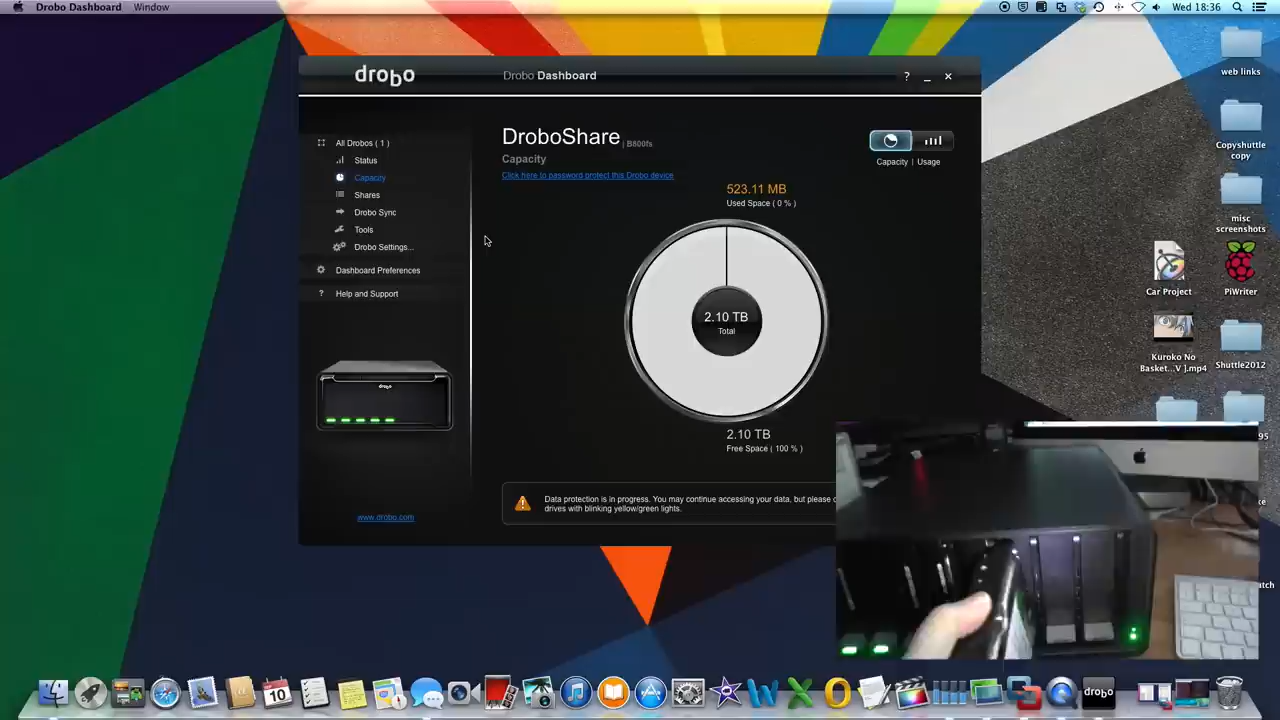 Drobo Dashboard Window
Wed 18:36
web links
Copyshuttle
copy
misc
screenshots
Car Project
PiWriter
Kuroko No
Basket...V ].mp4
Shuttle2012
drobo
Drobo Dashboard
? _ ×
All Drobos ( 1 )
Status
Capacity
Shares
Drobo Sync
Tools
Drobo Settings...
Dashboard Preferences
? Help and Support
drobo
www.drobo.com
DroboShare | B800fs
Capacity
Click here to password protect this Drobo device
Capacity | Usage
523.11 MB
Used Space ( 0 % )
2.10 TB
Total
2.10 TB
Free Space ( 100 % )
Data protection is in progress. You may continue accessing your data, but please
drives with blinking yellow/green lights.
95
10
drobo